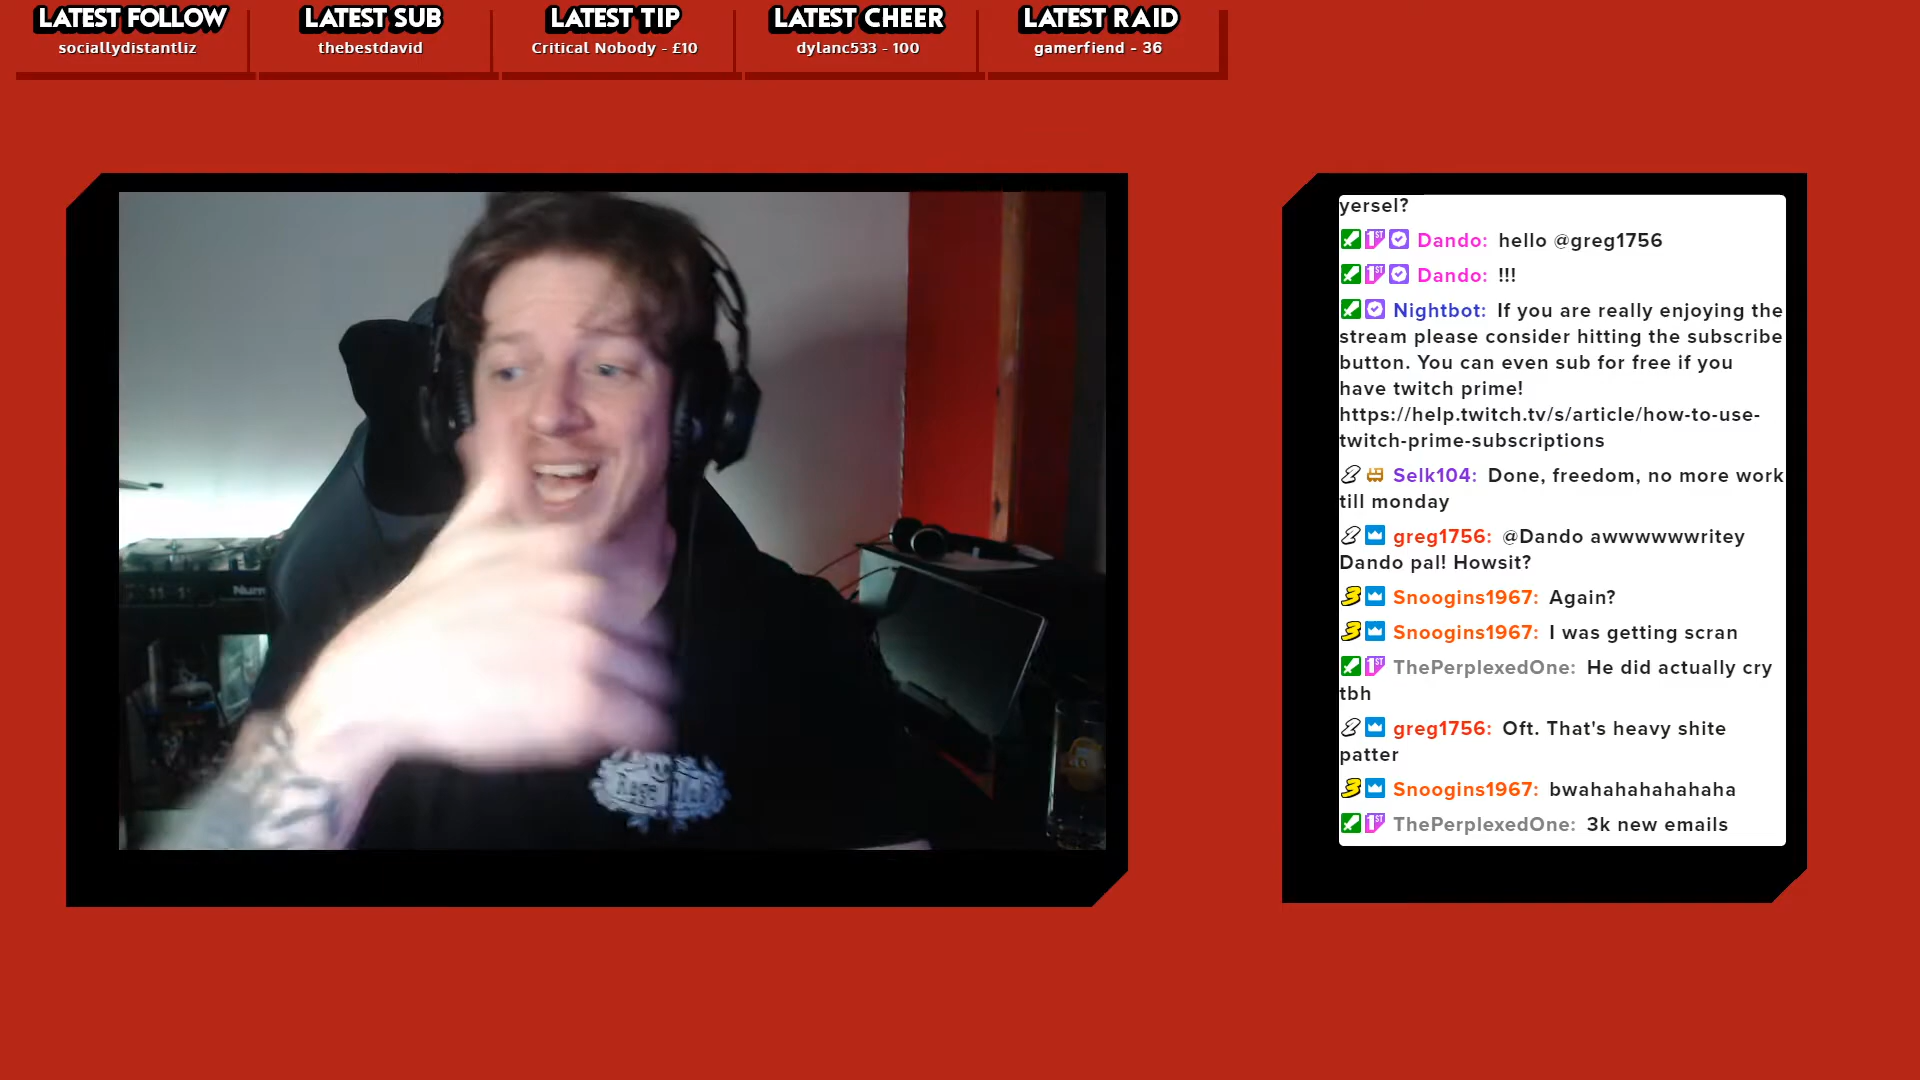 LATEST FOLLOW
sociallydistantliz
LATEST SUB
thebestdavid
LATEST TIP
Critical Nobody - £10
LATEST CHEER
dylanc533 - 100
LATEST RAID
gamerfiend - 36
yersel?
Dando: hello @greg1756
Dando: !!!
Nightbot: If you are really enjoying the
stream please consider hitting the subscribe
button. You can even sub for free if you
have twitch prime!
https://help.twitch.tv/s/article/how-to-use-
twitch-prime-subscriptions
Selk104: Done, freedom, no more work
till monday
greg1756: @Dando awwwwwwritey
Dando pal! Howsit?
Snoogins1967: Again?
Snoogins1967: I was getting scran
ThePerplexedOne: He did actually cry
tbh
greg1756: Oft. That's heavy shite
patter
Snoogins1967: bwahahahahahaha
ThePerplexedOne: 3k new emails
Num
Rage Club